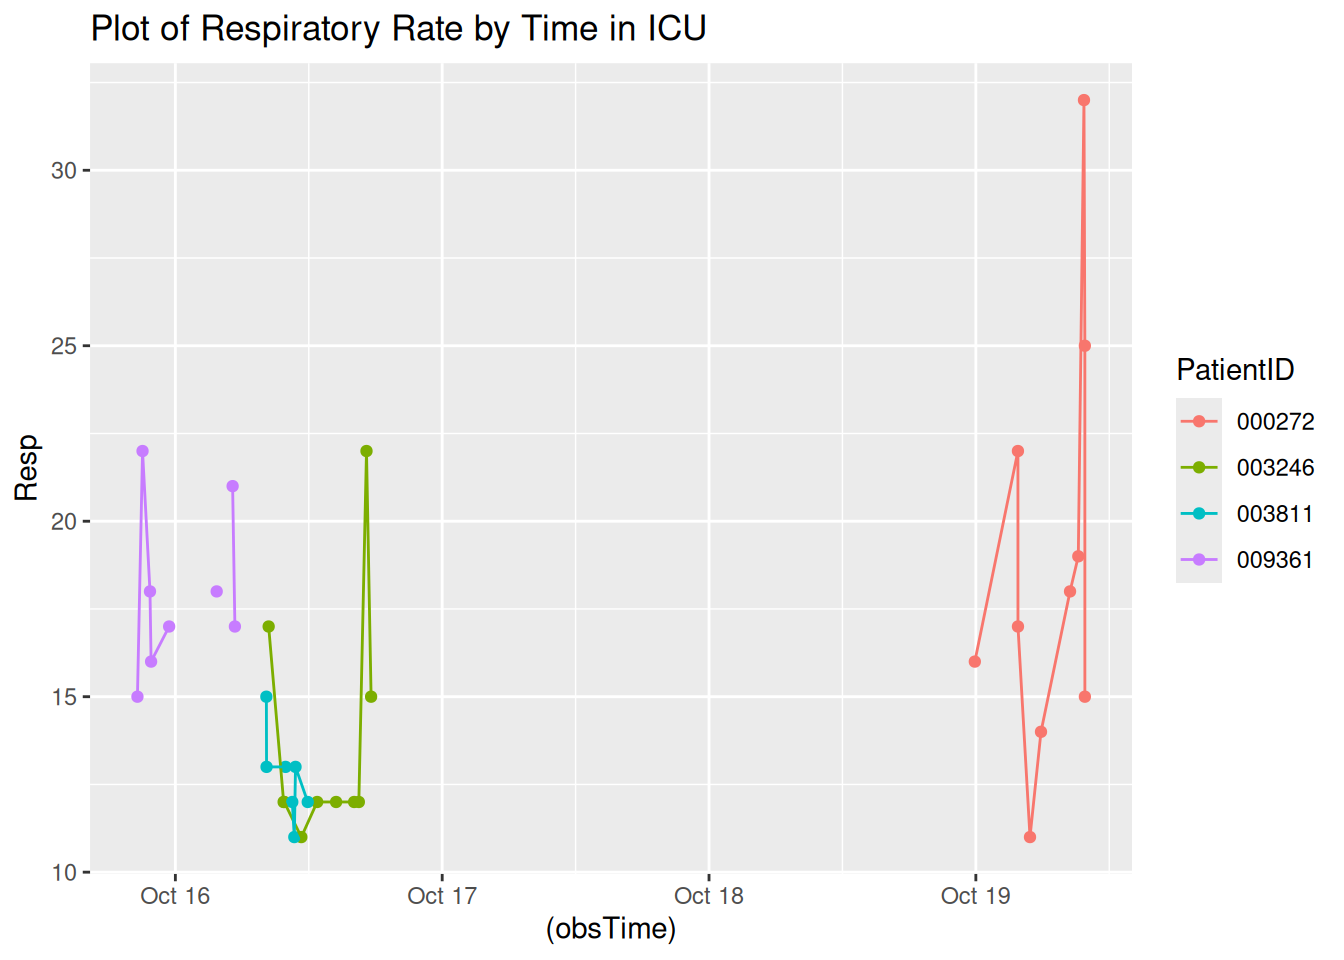 Plot of Respiratory Rate by Time in ICU
Resp
30
25
20
15
10
Oct 16
Oct 17
Oct 18
Oct 19
(obsTime)
PatientID
000272
003246
003811
009361